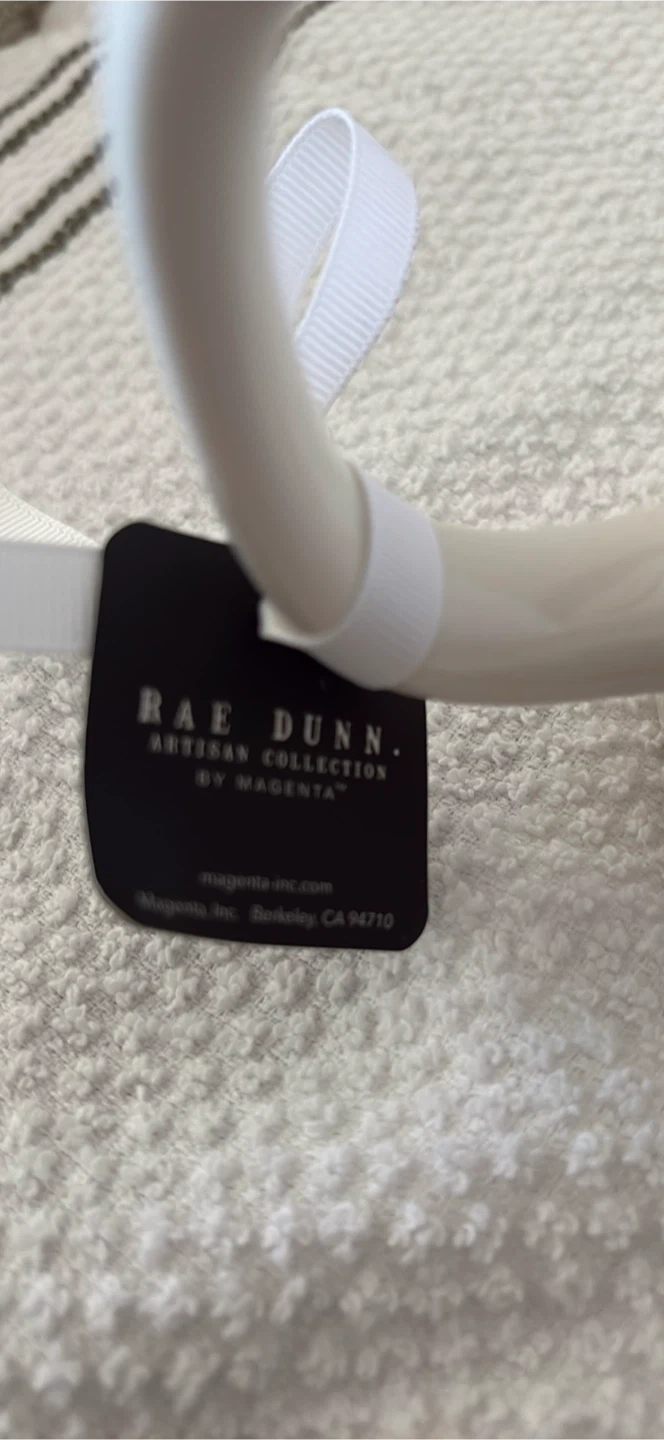 RAE DUNN.
ARTISAN COLLECTION
BY MAGENTA™
magenta-inc.com
Magenta, Inc. Berkeley, CA 94710